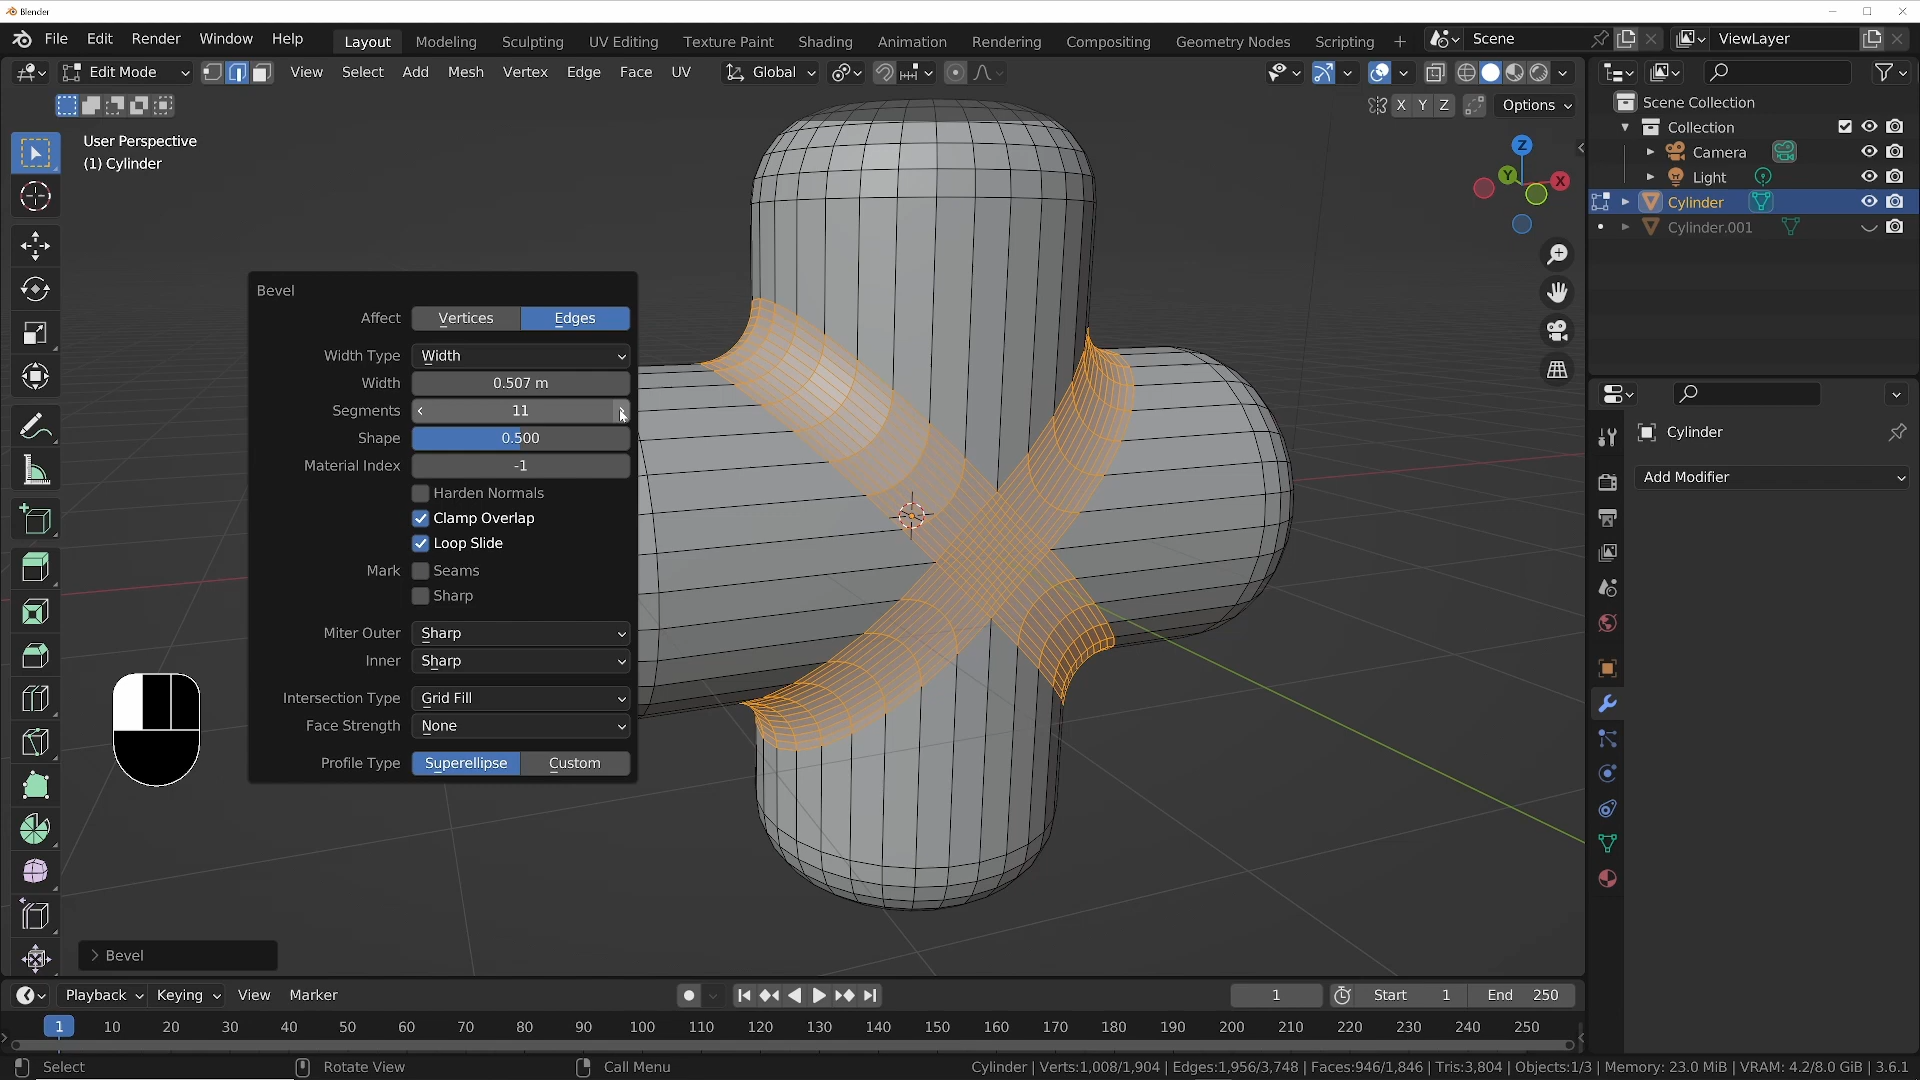 Blender
File Edit Render Window Help Layout Modeling Sculpting UV Editing Texture Paint Shading Animation Rendering Compositing Geometry Nodes Scripting + Scene ViewLayer
Edit Mode View Select Add Mesh Vertex Edge Face UV Global
X Y Z Options
User Perspective
(1) Cylinder
Z
Y
X
Scene Collection
Collection
Camera
Light
Cylinder
Cylinder.001
Cylinder
Add Modifier
Bevel
Affect Vertices Edges
Width Type Width
Width 0.507 m
Segments 11
Shape 0.500
Material Index -1
Harden Normals
Clamp Overlap
Loop Slide
Mark Seams
Sharp
Miter Outer Sharp
Inner Sharp
Intersection Type Grid Fill
Face Strength None
Profile Type Superellipse Custom
> Bevel
Playback Keying View Marker 1 Start 1 End 250
1 10 20 30 40 50 60 70 80 90 100 110 120 130 140 150 160 170 180 190 200 210 220 230 240 250
Select Rotate View Call Menu Cylinder | Verts:1,008/1,904 | Edges:1,956/3,748 | Faces:946/1,846 | Tris:3,804 | Objects:1/3 | Memory: 23.0 MiB | VRAM: 4.2/8.0 GiB | 3.6.1